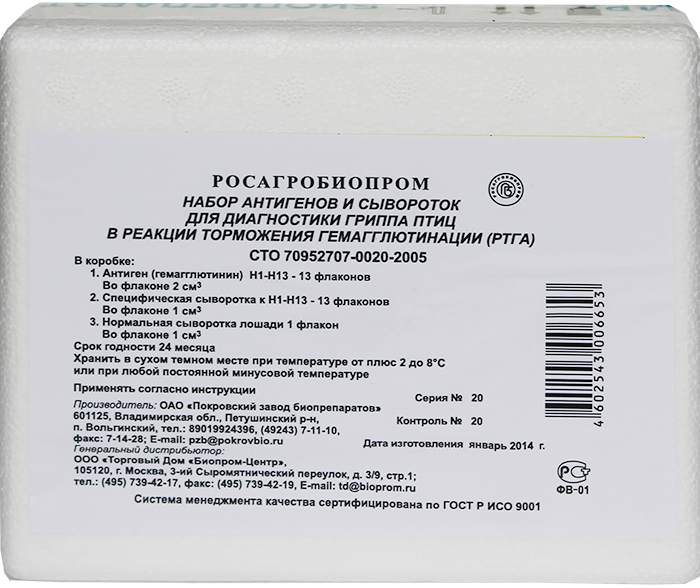 БИОПРЕПАРАТ
РОСАГРОБИОПРОМ
НАБОР АНТИГЕНОВ И СЫВОРОТОК
ДЛЯ ДИАГНОСТИКИ ГРИППА ПТИЦ
В РЕАКЦИИ ТОРМОЖЕНИЯ ГЕМАГГЛЮТИНАЦИИ (РТГА)
СТО 70952707-0020-2005
В коробке:
1. Антиген (гемагглютинин) Н1-Н13 - 13 флаконов
Во флаконе 2 см³
2. Специфическая сыворотка к Н1-Н13 - 13 флаконов
Во флаконе 1 см³
3. Нормальная сыворотка лошади 1 флакон
Во флаконе 1 см³
Срок годности 24 месяца
Хранить в сухом темном месте при температуре от плюс 2 до 8°С
или при любой постоянной минусовой температуре
Применять согласно инструкции
Серия № 20
Производитель: ОАО «Покровский завод биопрепаратов»
601125, Владимирская обл., Петушинский р-н,
Контроль № 20
п. Вольгинский, тел.: 89019924396, (49243) 7-11-10,
факс: 7-14-28; E-mail: pzb@pokrovbio.ru
Дата изготовления январь 2014 г.
Генеральный дистрибьютор:
ООО «Торговый Дом «Биопром-Центр»,
105120, г. Москва, 3-ий Сыромятнический переулок, д. 3/9, стр.1;
тел.: (495) 739-42-17, факс: (495) 739-42-19, E-mail: td@bioprom.ru
Система менеджмента качества сертифицирована по ГОСТ Р ИСО 9001
4602543006653
ФВ-01